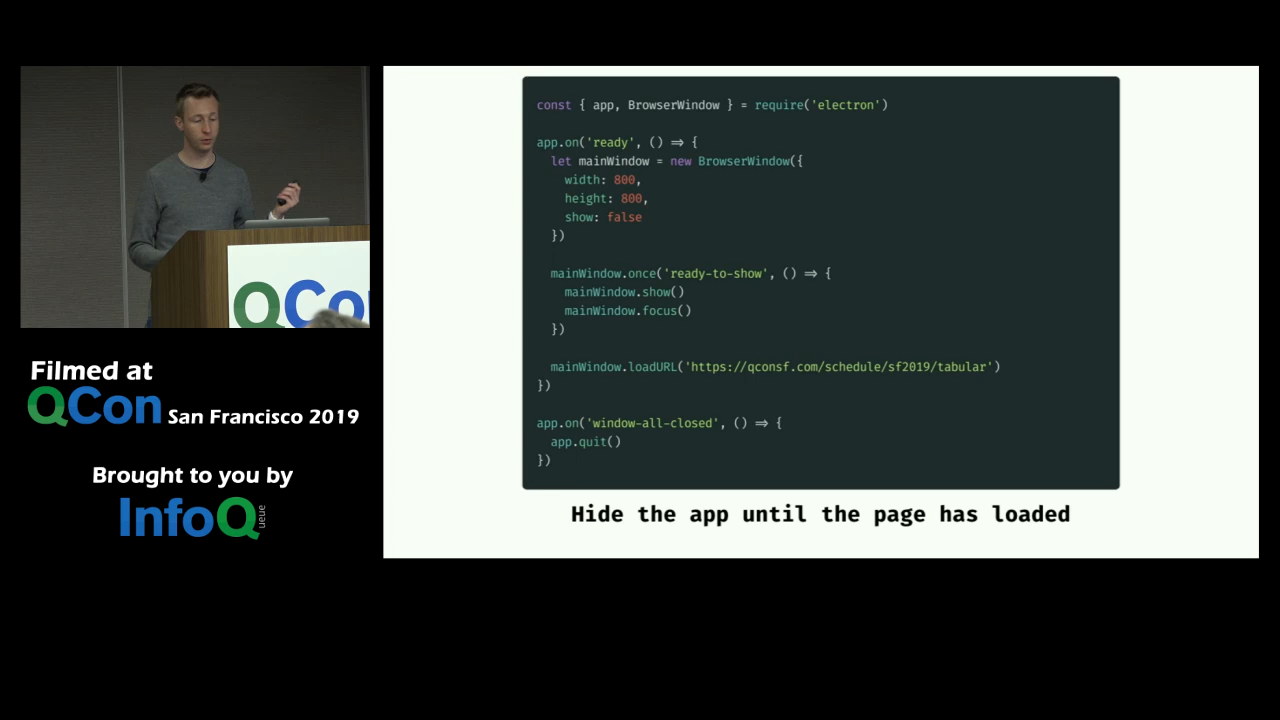 QCo
Filmed at
QCon San Francisco 2019
Brought to you by
InfoQ
ueue
const { app, BrowserWindow } = require('electron')
app.on('ready', () => {
  let mainWindow = new BrowserWindow({
    width: 800,
    height: 800,
    show: false
  })
  mainWindow.once('ready-to-show', () => {
    mainWindow.show()
    mainWindow.focus()
  })
  mainWindow.loadURL('https://qconsf.com/schedule/sf2019/tabular')
})
app.on('window-all-closed', () => {
  app.quit()
})
Hide the app until the page has loaded